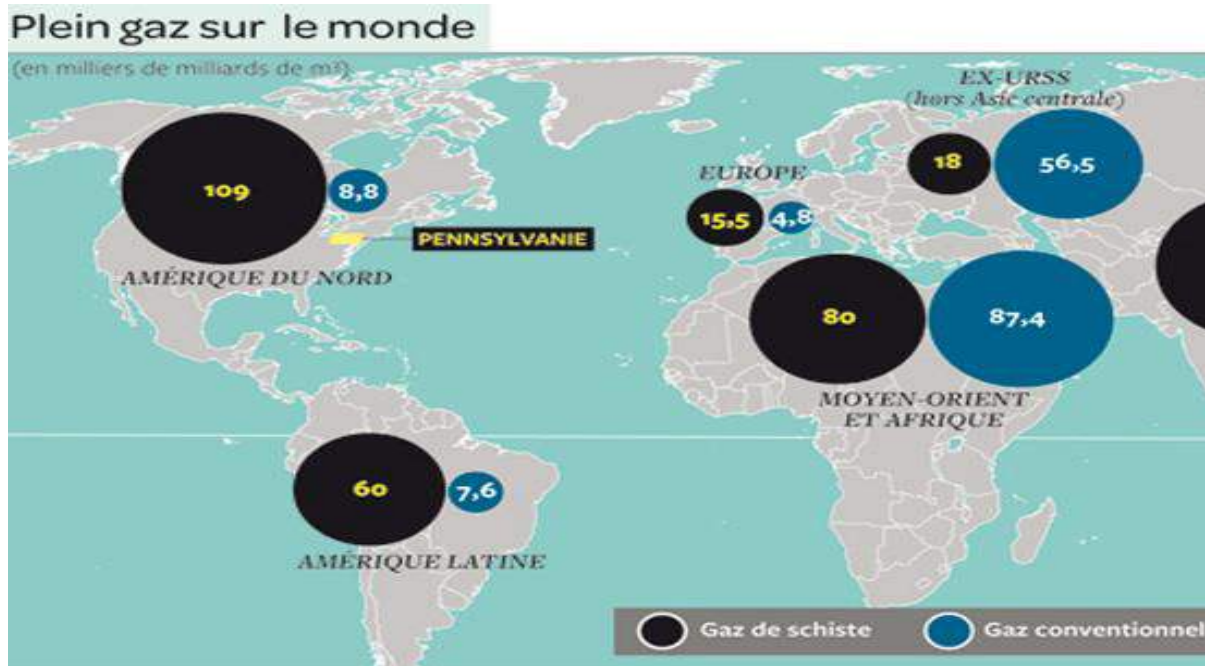 Plein gaz sur le monde
(en milliers de milliards de m³)
EX-URSS
(hors Asie centrale)
18
56,5
EUROPE
15,5
4,8
109
8,8
PENNSYLVANIE
AMÉRIQUE DU NORD
80
87,4
MOYEN-ORIENT
ET AFRIQUE
60
7,6
AMÉRIQUE LATINE
Gaz de schiste
Gaz conventionnel